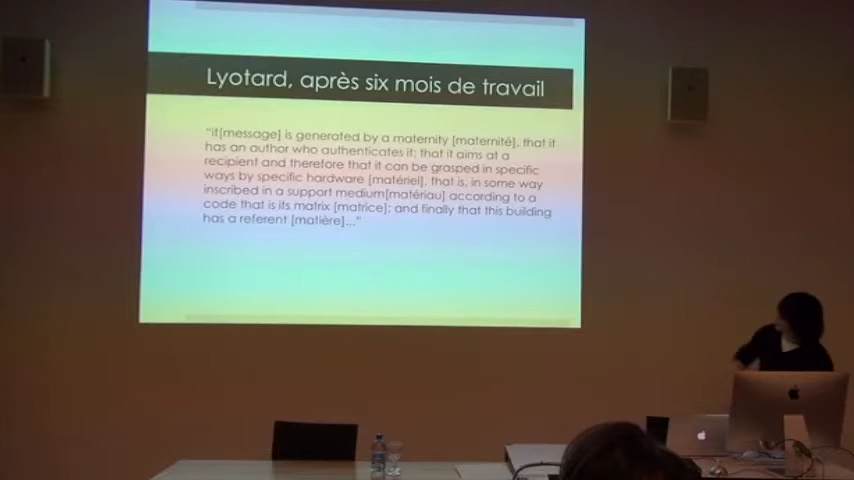 Lyotard, après six mois de travail
"it[message] is generated by a maternity [maternité], that it
has an author who authenticates it; that it aims at a
recipient and therefore that it can be grasped in specific
ways by specific hardware [matériel], that is, in some way
inscribed in a support medium[matériau] according to a
code that is its matrix [matrice]; and finally that this building
has a referent [matière]..."